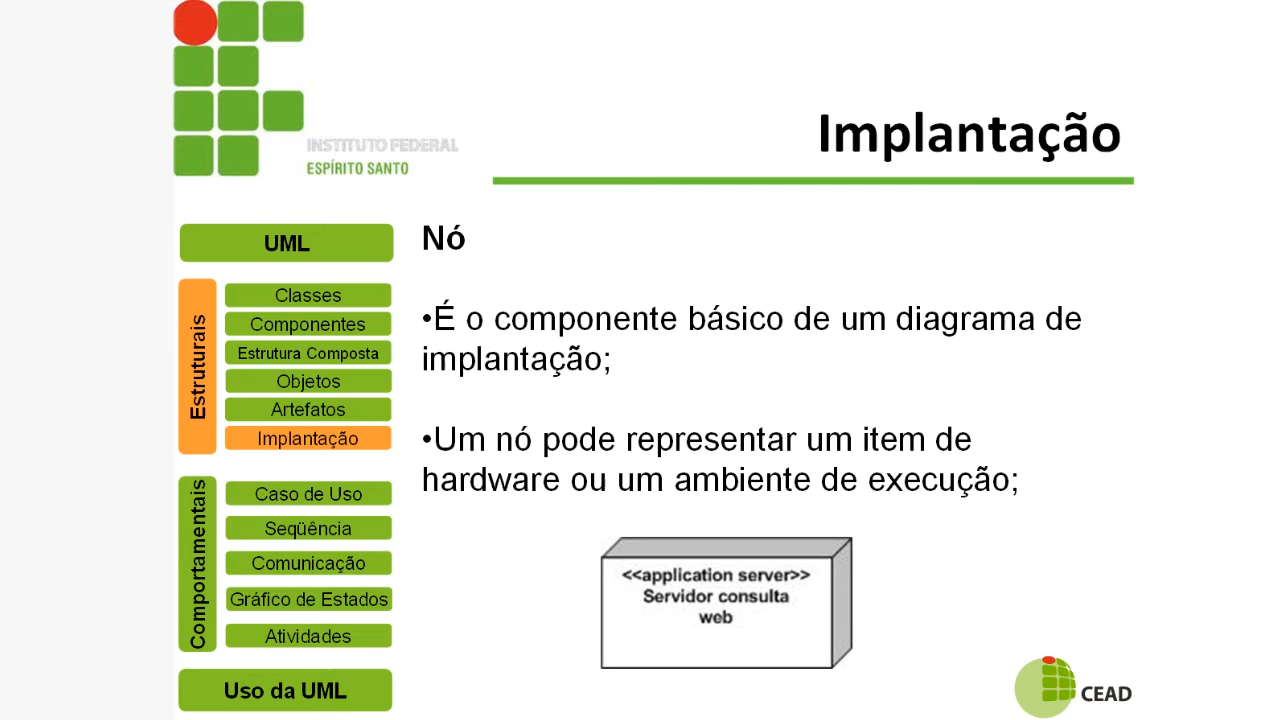 INSTITUTO FEDERAL
ESPÍRITO SANTO
Implantação
UML
Estruturais
Classes
Componentes
Estrutura Composta
Objetos
Artefatos
Implantação
Comportamentais
Caso de Uso
Seqüência
Comunicação
Gráfico de Estados
Atividades
Uso da UML
Nó
•É o componente básico de um diagrama de
implantação;
•Um nó pode representar um item de
hardware ou um ambiente de execução;
<<application server>>
Servidor consulta
web
CEAD